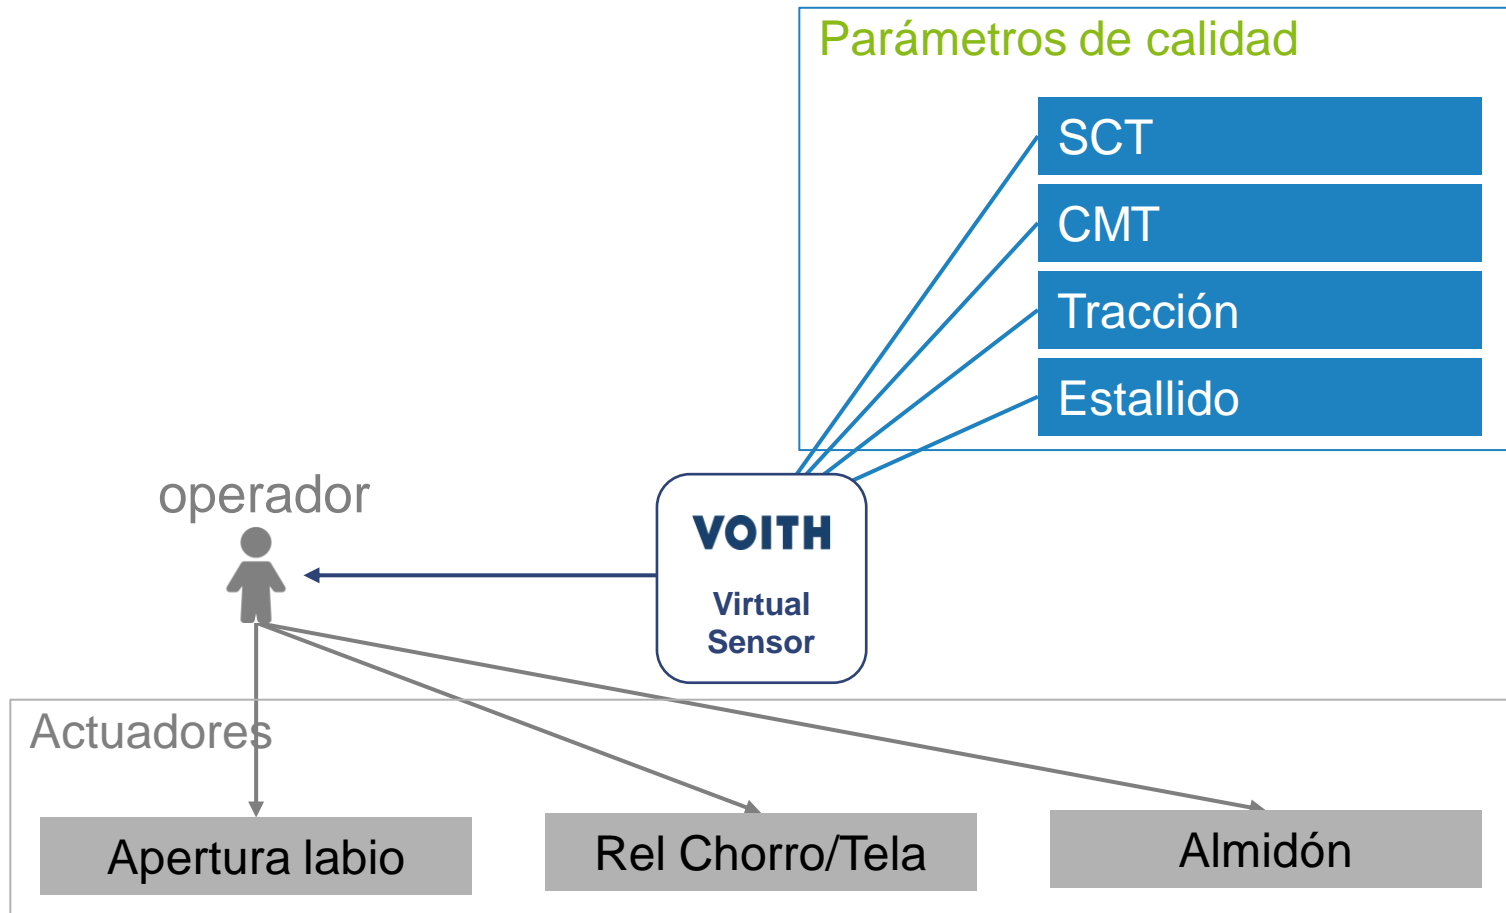 Parámetros de calidad
SCT
CMT
Tracción
Estallido
operador
VOITH
Virtual
Sensor
Actuadores
Apertura labio
Rel Chorro/Tela
Almidón